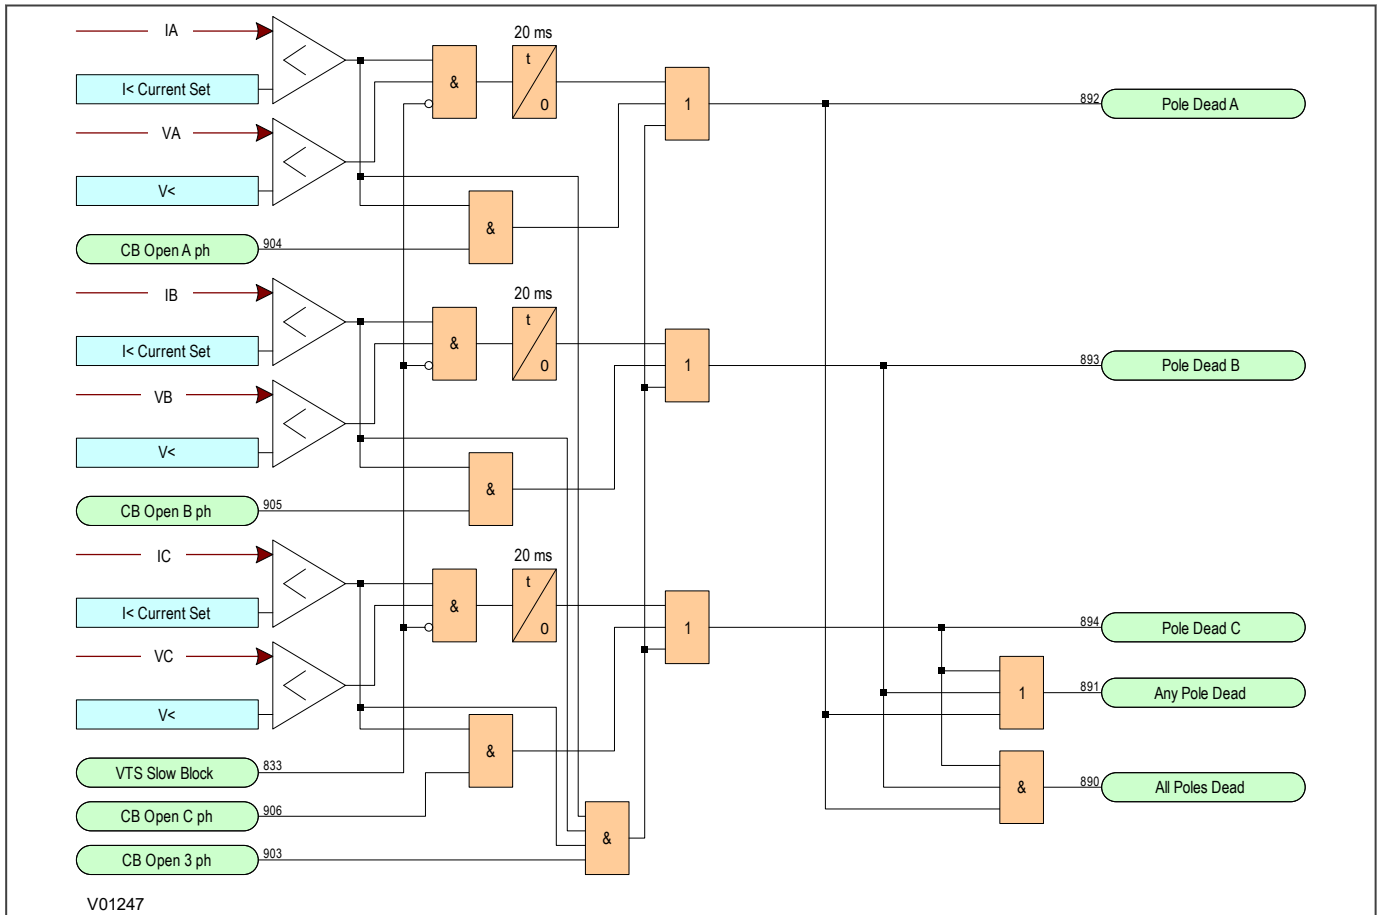 IA
20 ms
t
I< Current Set
&
0
1
892
Pole Dead A
VA
V<
&
CB Open A ph
904
IB
20 ms
t
I< Current Set
&
0
1
893
Pole Dead B
VB
V<
&
CB Open B ph
905
IC
20 ms
t
I< Current Set
&
0
1
894
Pole Dead C
VC
1
891
Any Pole Dead
V<
&
VTS Slow Block
833
&
890
All Poles Dead
CB Open C ph
906
&
CB Open 3 ph
903
V01247